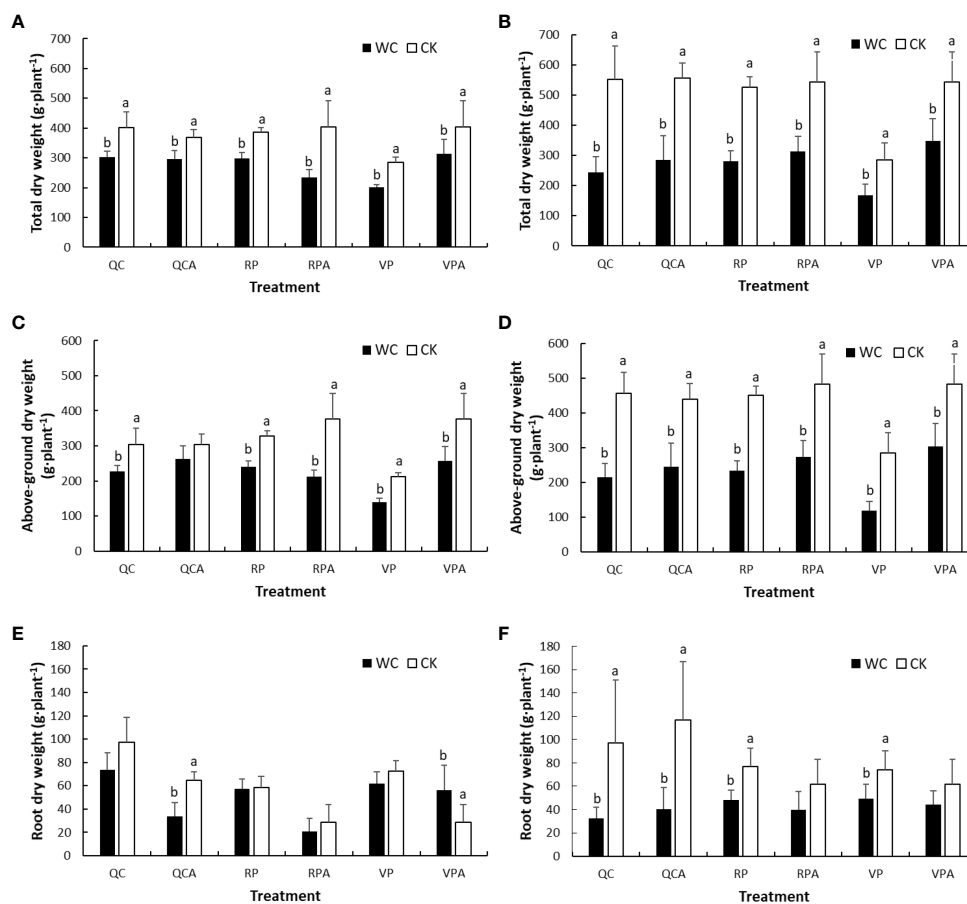 A
Total dry weight (g·plant⁻¹)
700
600
500
400
300
200
100
0
WC CK
b a b a b a b a b a b a
QC QCA RP RPA VP VPA
Treatment
B
Total dry weight (g·plant⁻¹)
700
600
500
400
300
200
100
0
WC CK
b a b a b a b a b a b a
QC QCA RP RPA VP VPA
Treatment
C
Above-ground dry weight
(g·plant⁻¹)
600
500
400
300
200
100
0
WC CK
b a b a b a b a b a
QC QCA RP RPA VP VPA
Treatment
D
Above-ground dry weight
(g·plant⁻¹)
600
500
400
300
200
100
0
WC CK
b a b a b a b a b a b a
QC QCA RP RPA VP VPA
Treatment
E
Root dry weight (g·plant⁻¹)
180
160
140
120
100
80
60
40
20
0
WC CK
b a b a
QC QCA RP RPA VP VPA
Treatment
F
Root dry weight (g·plant⁻¹)
180
160
140
120
100
80
60
40
20
0
WC CK
b a b a b a b a
QC QCA RP RPA VP VPA
Treatment